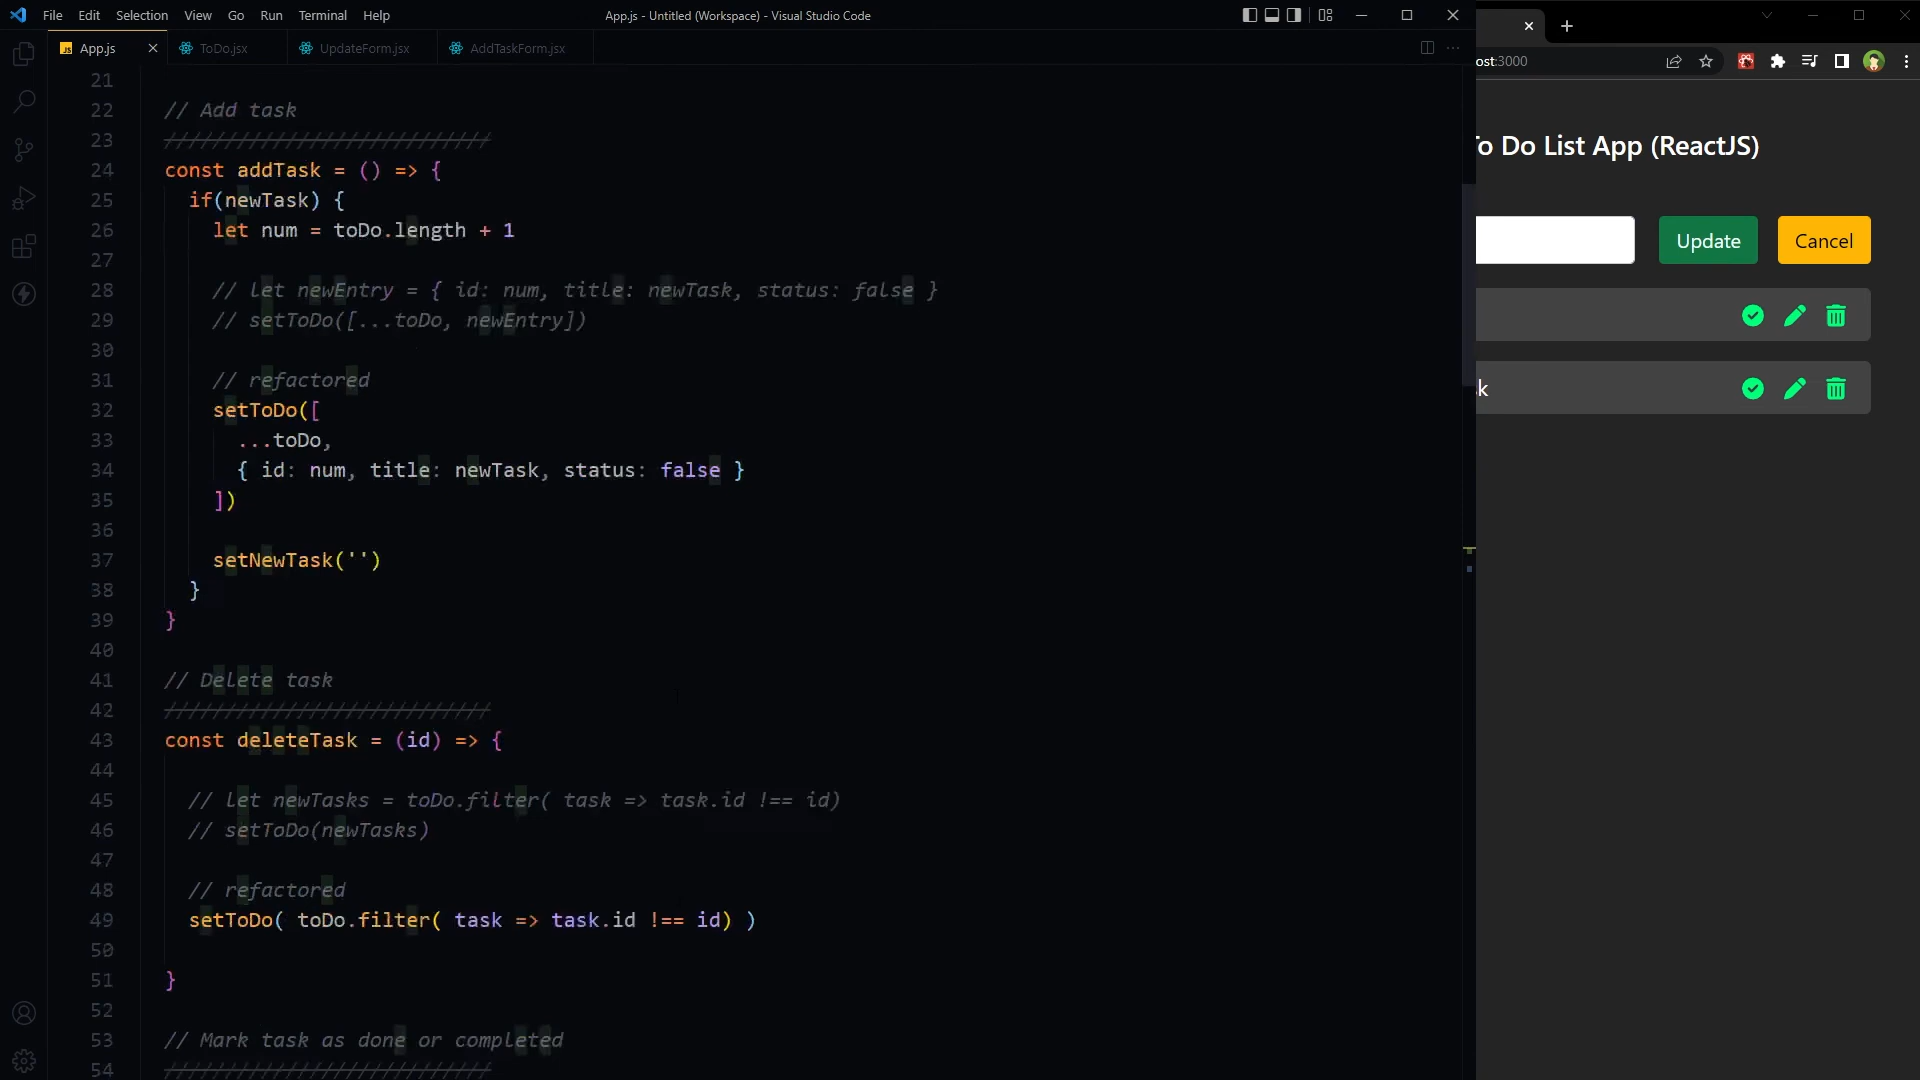 File Edit Selection View Go Run Terminal Help
App.js - Untitled (Workspace) - Visual Studio Code
App.js
ToDo.jsx
UpdateForm.jsx
AddTaskForm.jsx
21
22 // Add task
23 ///////////////////////////
24 const addTask = () => {
25 if(newTask) {
26 let num = toDo.length + 1
27
28 // let newEntry = { id: num, title: newTask, status: false }
29 // setToDo([...toDo, newEntry])
30
31 // refactored
32 setToDo([
33 ...toDo,
34 { id: num, title: newTask, status: false }
35 ])
36
37 setNewTask('')
38 }
39 }
40
41 // Delete task
42 ///////////////////////////
43 const deleteTask = (id) => {
44
45 // let newTasks = toDo.filter( task => task.id !== id)
46 // setToDo(newTasks)
47
48 // refactored
49 setToDo( toDo.filter( task => task.id !== id) )
50
51 }
52
53 // Mark task as done or completed
54 ///////////////////////////
ost:3000
To Do List App (ReactJS)
Update
Cancel
k